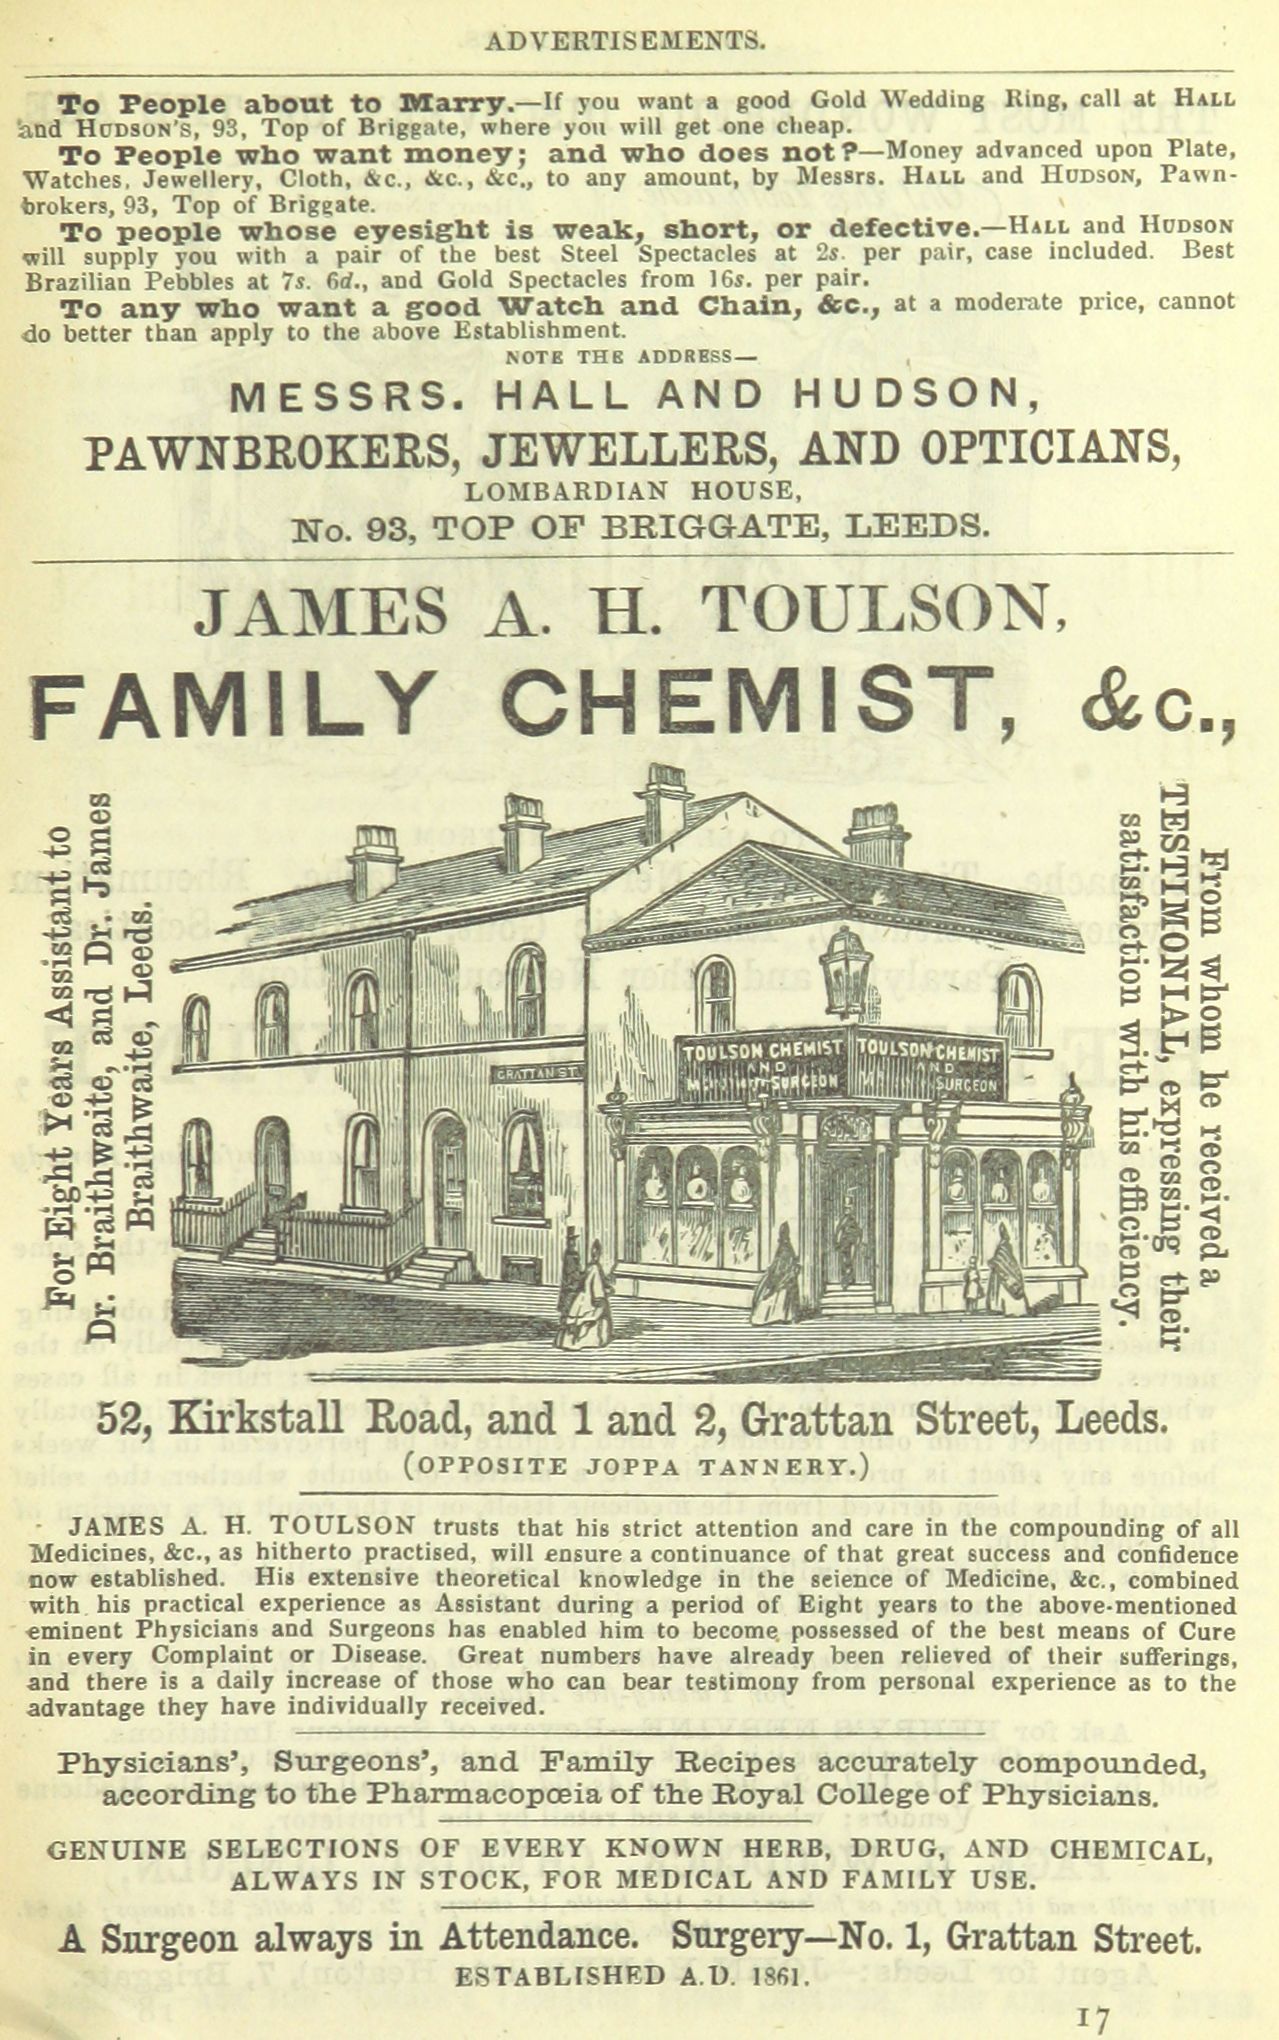 ADVERTISEMENTS.
To People about to Marry.—If you want a good Gold Wedding Ring, call at HALL
and HUDSON'S, 93, Top of Briggate, where you will get one cheap.
To People who want money; and who does not?—Money advanced upon Plate,
Watches, Jewellery, Cloth, &c., &c., &c., to any amount, by Messrs. HALL and HUDSON, Pawn-
brokers, 93, Top of Briggate.
To people whose eyesight is weak, short, or defective.—HALL and HUDSON
will supply you with a pair of the best Steel Spectacles at 2s. per pair, case included. Best
Brazilian Pebbles at 7s. 6d., and Gold Spectacles from 16s. per pair.
To any who want a good Watch and Chain, &c., at a moderate price, cannot
do better than apply to the above Establishment.
NOTE THE ADDRESS—
MESSRS. HALL AND HUDSON,
PAWNBROKERS, JEWELLERS, AND OPTICIANS,
LOMBARDIAN HOUSE,
No. 93, TOP OF BRIGGATE, LEEDS.
JAMES A. H. TOULSON,
FAMILY CHEMIST, &c.,
For Eight Years Assistant to
Dr. Braithwaite, and Dr. James
Braithwaite, Leeds.
GRATTAN ST.
TOULSON CHEMIST
AND
SURGEON
TOULSON CHEMIST
AND
SURGEON
From whom he received a
TESTIMONIAL, expressing their
satisfaction with his efficiency.
52, Kirkstall Road, and 1 and 2, Grattan Street, Leeds.
(OPPOSITE JOPPA TANNERY.)
JAMES A. H. TOULSON trusts that his strict attention and care in the compounding of all
Medicines, &c., as hitherto practised, will ensure a continuance of that great success and confidence
now established. His extensive theoretical knowledge in the science of Medicine, &c., combined
with his practical experience as Assistant during a period of Eight years to the above-mentioned
eminent Physicians and Surgeons has enabled him to become possessed of the best means of Cure
in every Complaint or Disease. Great numbers have already been relieved of their sufferings,
and there is a daily increase of those who can bear testimony from personal experience as to the
advantage they have individually received.
Physicians', Surgeons', and Family Recipes accurately compounded,
according to the Pharmacopœia of the Royal College of Physicians.
GENUINE SELECTIONS OF EVERY KNOWN HERB, DRUG, AND CHEMICAL,
ALWAYS IN STOCK, FOR MEDICAL AND FAMILY USE.
A Surgeon always in Attendance. Surgery—No. 1, Grattan Street.
ESTABLISHED A.D. 1861.
17